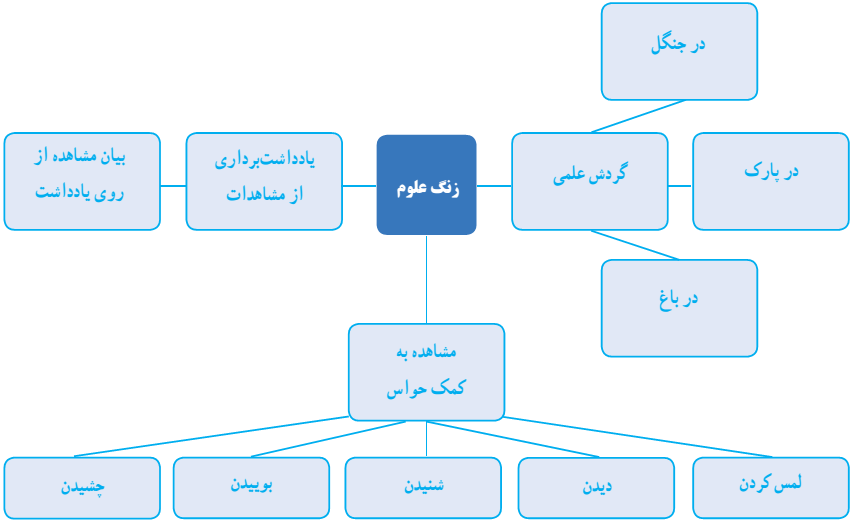 در جنگل
زنگ علوم
گردش علمی
در پارک
در باغ
یادداشت‌برداری
از مشاهدات
بیان مشاهده از
روی یادداشت
مشاهده به
کمک حواس
لمس کردن
دیدن
شنیدن
بوییدن
چشیدن